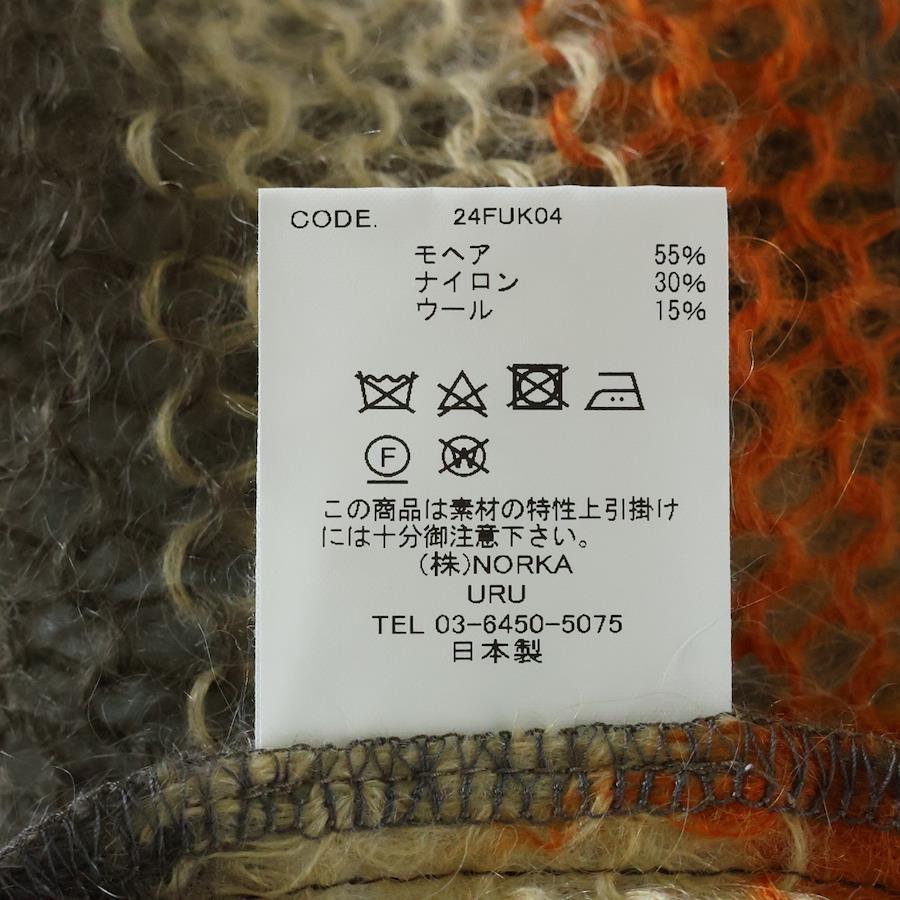 CODE. 24FUK04
モヘア 55%
ナイロン 30%
ウール 15%
F W
この商品は素材の特性上引掛け
には十分御注意下さい。
(株)NORKA
URU
TEL 03-6450-5075
日本製